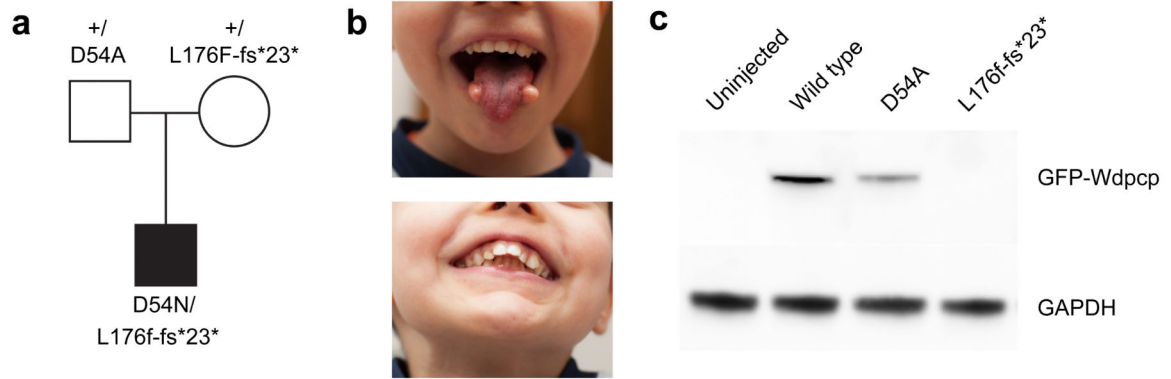 a
+/
D54A
+/
L176F-fs*23*
D54N/
L176f-fs*23*
b
c
Uninjected
Wild type
D54A
L176f-fs*23*
GFP-Wdpcp
GAPDH